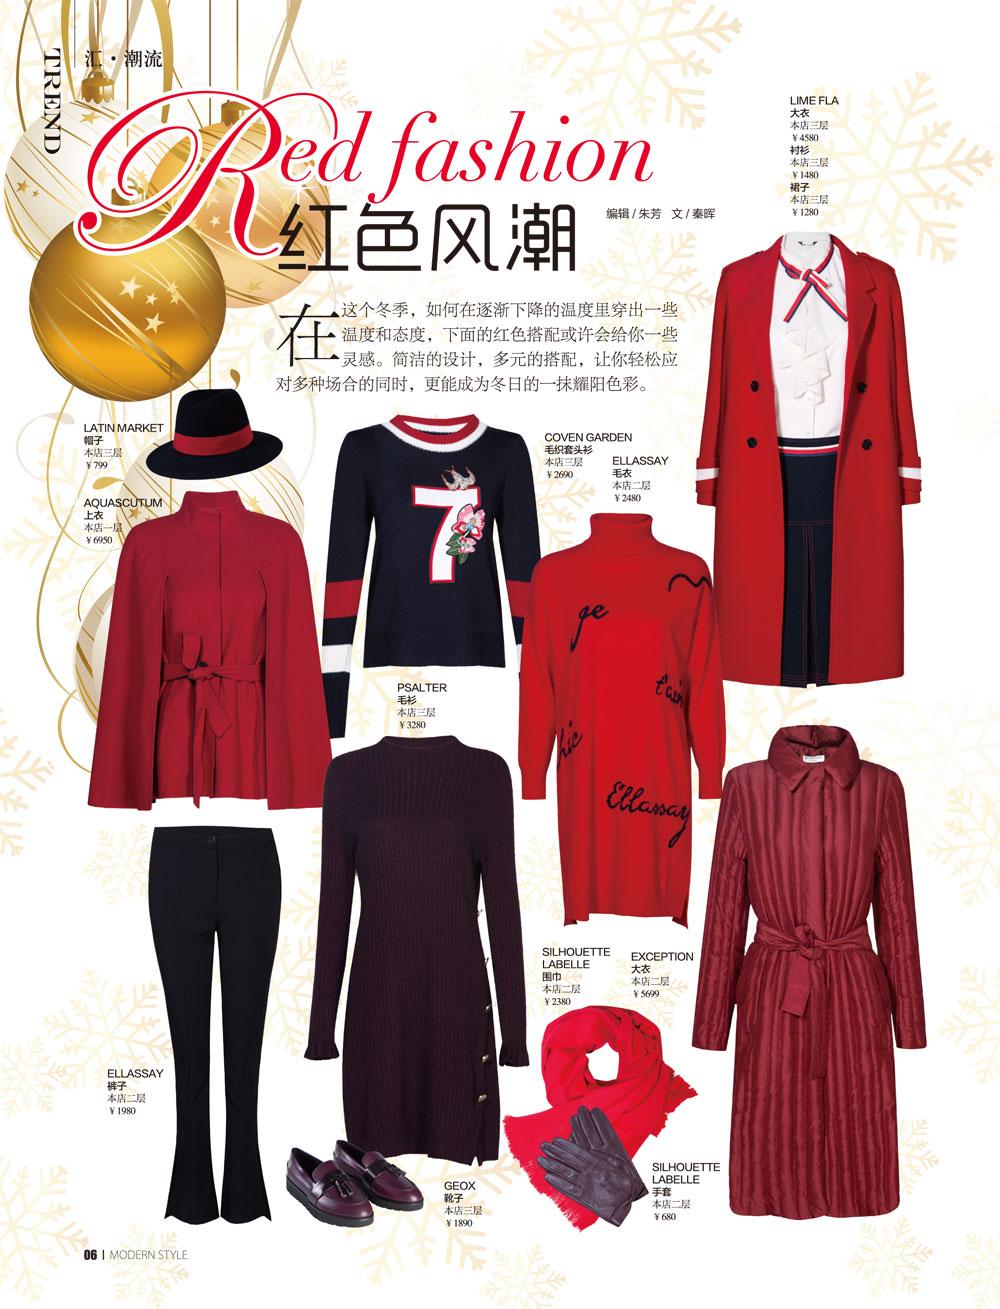 TREND
汇·潮流
Red fashion
红色风潮
编辑/朱芳 文/秦晖
在这个冬季，如何在逐渐下降的温度里穿出一些
温度和态度，下面的红色搭配或许会给你一些
灵感。简洁的设计，多元的搭配，让你轻松应
对多种场合的同时，更能成为冬日的一抹耀阳色彩。
LIME FLA
大衣
本店三层
￥4580
衬衫
本店三层
￥1480
裙子
本店三层
￥1280
LATIN MARKET
帽子
本店三层
￥799
AQUASCUTUM
上衣
本店一层
￥6950
7
COVEN GARDEN
毛织套头衫
本店三层
￥2690
ELLASSAY
毛衣
本店二层
￥2480
ge
hic
Ellassay
PSALTER
毛衫
本店三层
￥3280
SILHOUETTE
LABELLE
围巾
本店二层
￥2380
EXCEPTION
大衣
本店二层
￥5699
ELLASSAY
裤子
本店二层
￥1980
GEOX
靴子
本店三层
￥1890
SILHOUETTE
LABELLE
手套
本店二层
￥680
06 | MODERN STYLE